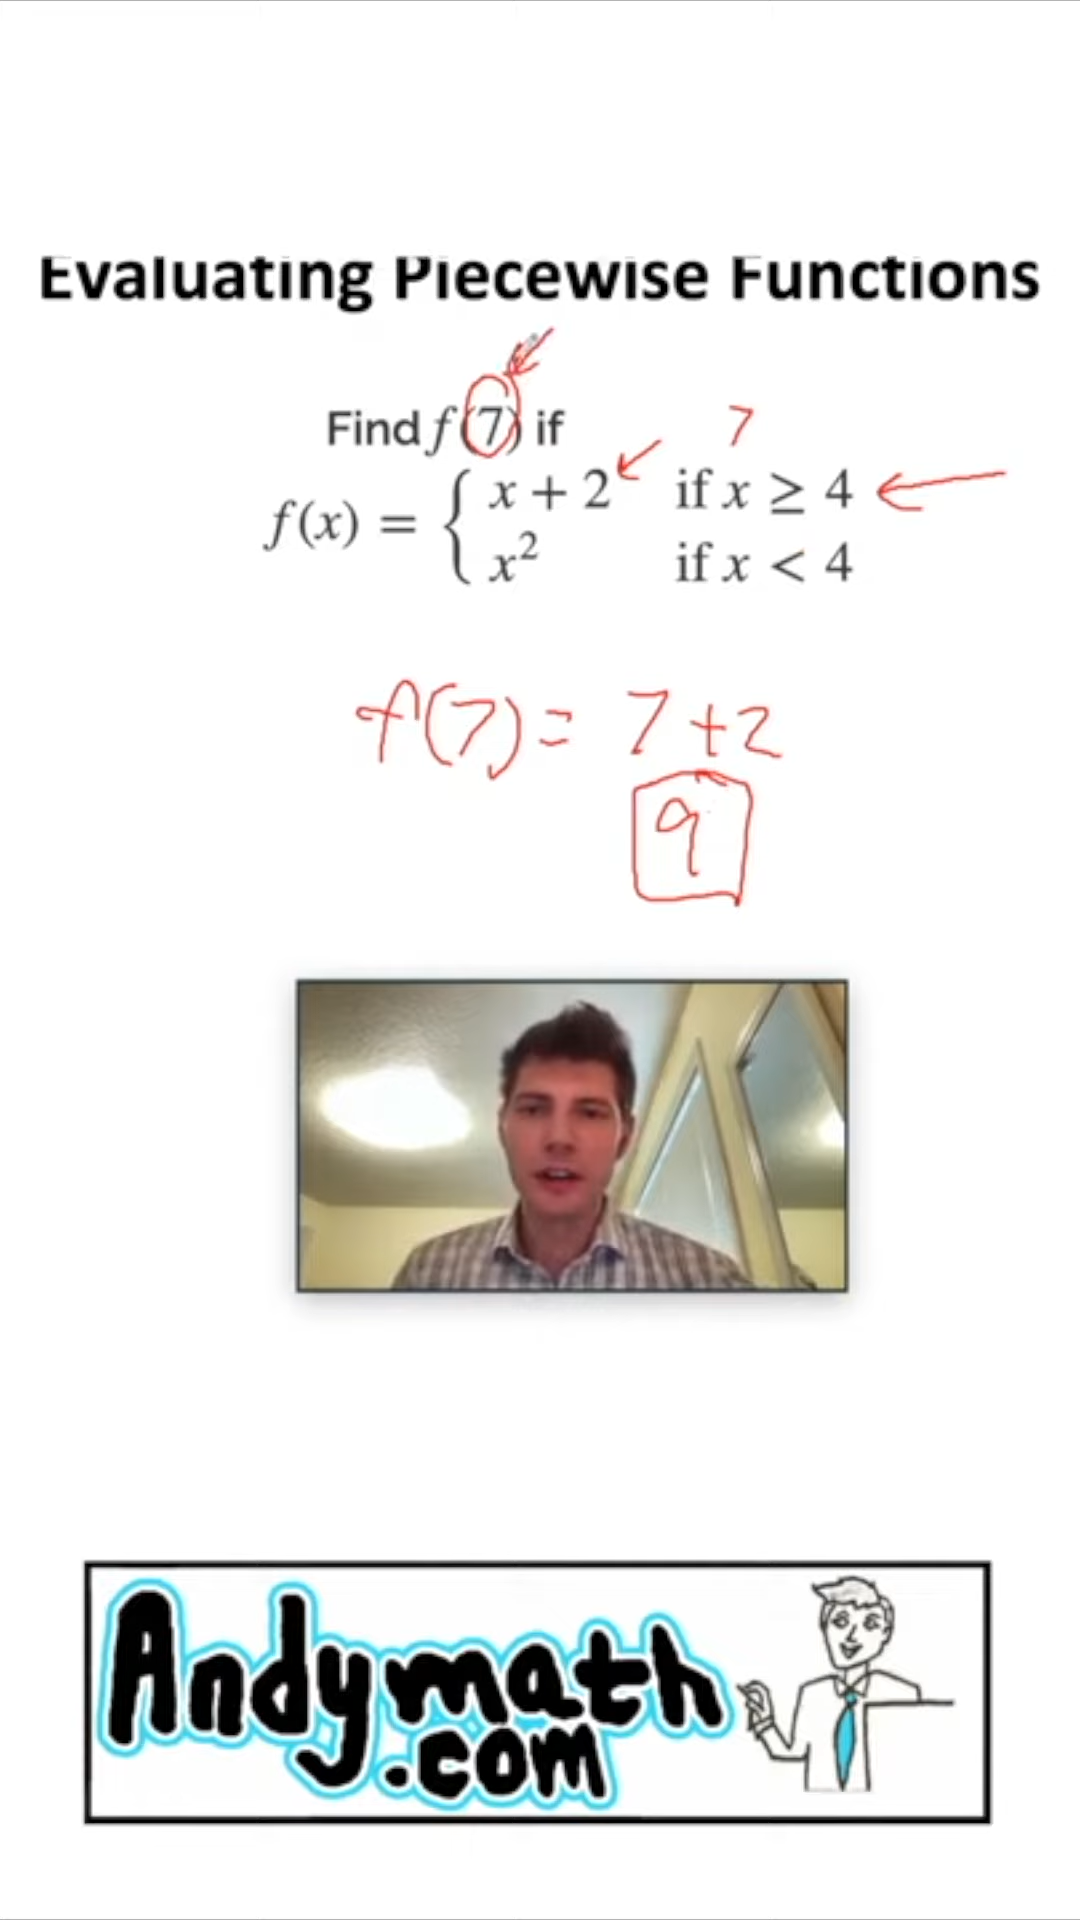 Evaluating Piecewise Functions
Find f(7) if
7
f(x) = { x + 2 if x ≥ 4
x² if x < 4
f(7) = 7+2
9
Andymath
.com